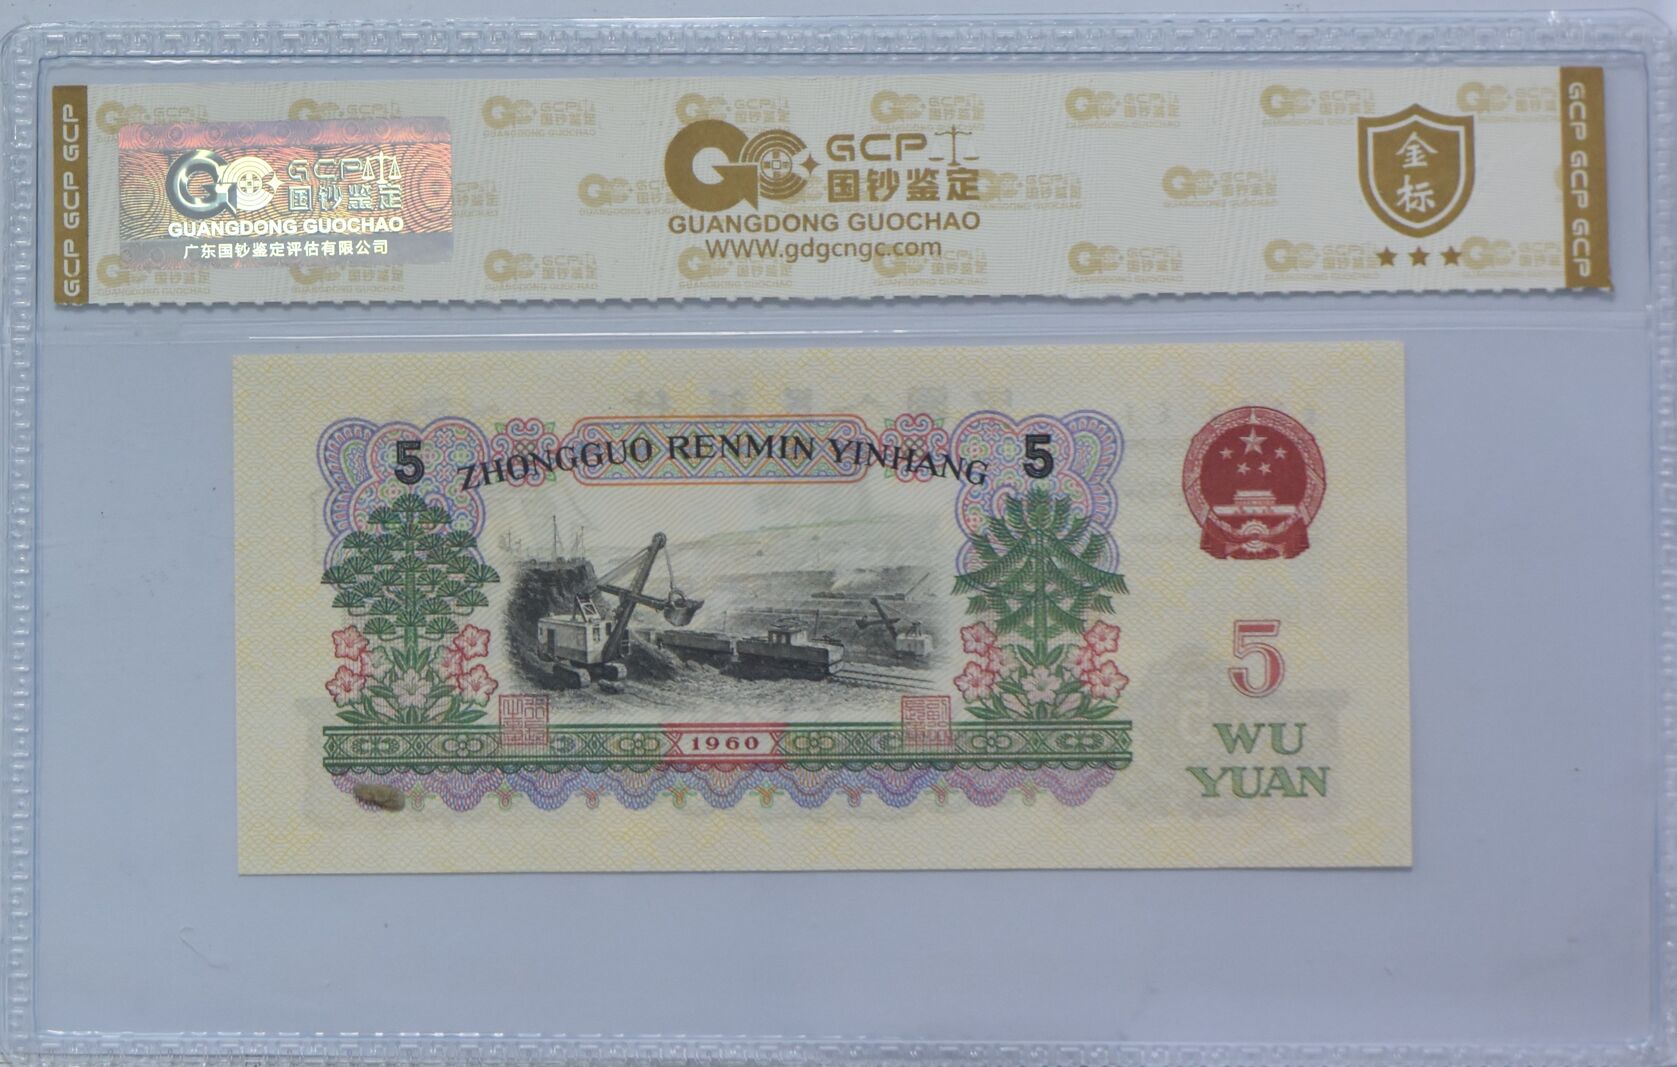 GCP GCP GCP
GCP
国钞鉴定
GUANGDONG GUOCHAO
广东国钞鉴定评估有限公司
GCP
国钞鉴定
GUANGDONG GUOCHAO
WWW.gdgcngc.com
金标
GCP GCP GCP
5 ZHONGGUO RENMIN YINHANG 5
1960
5
WU
YUAN